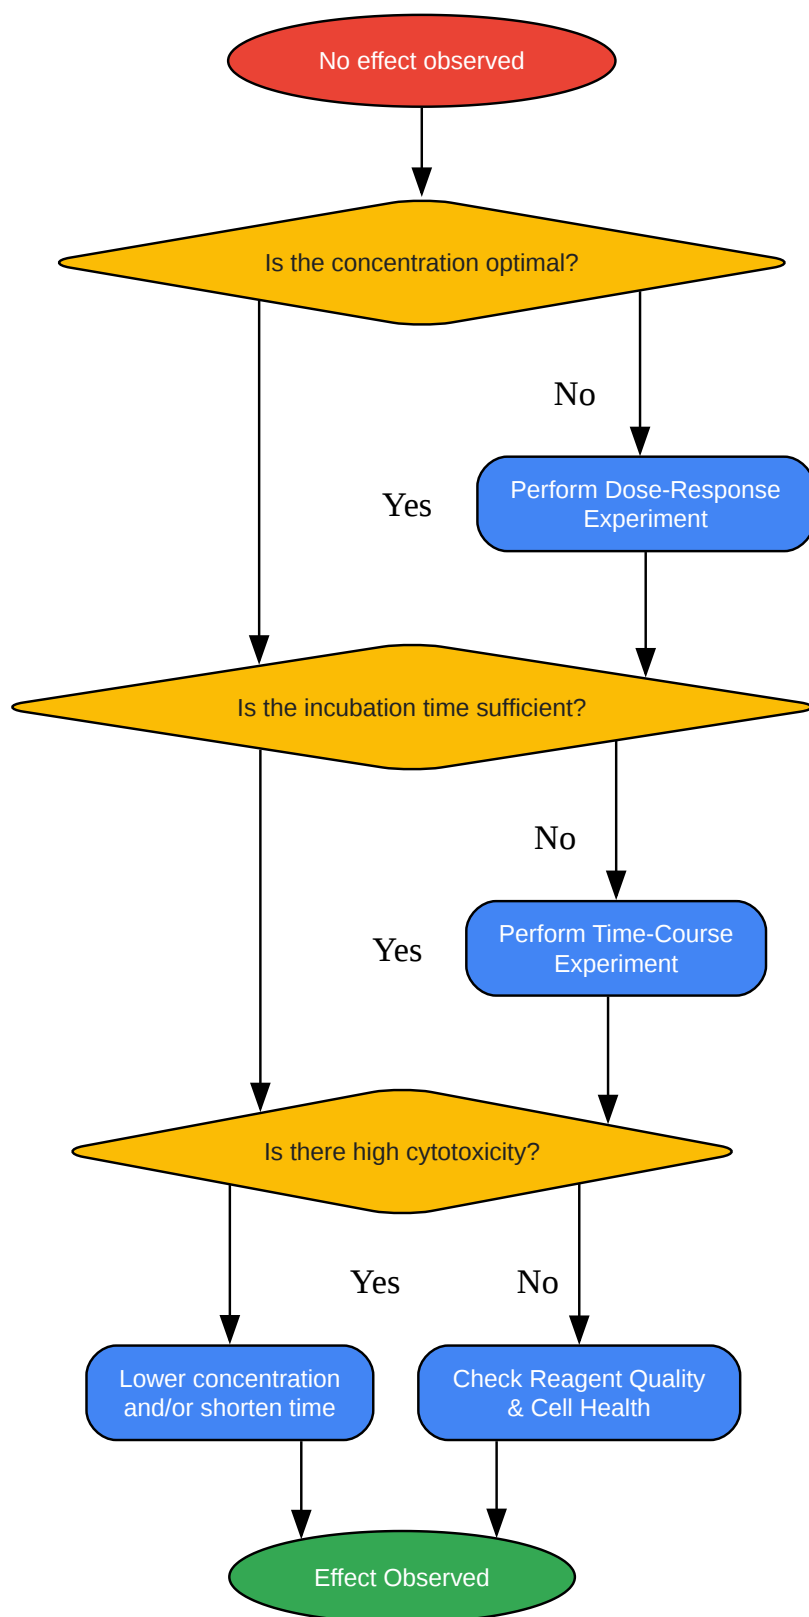 No effect observed
Is the concentration optimal?
No
Perform Dose-Response
Experiment
Yes
Is the incubation time sufficient?
No
Perform Time-Course
Experiment
Yes
Is there high cytotoxicity?
Yes
No
Lower concentration
and/or shorten time
Check Reagent Quality
& Cell Health
Effect Observed